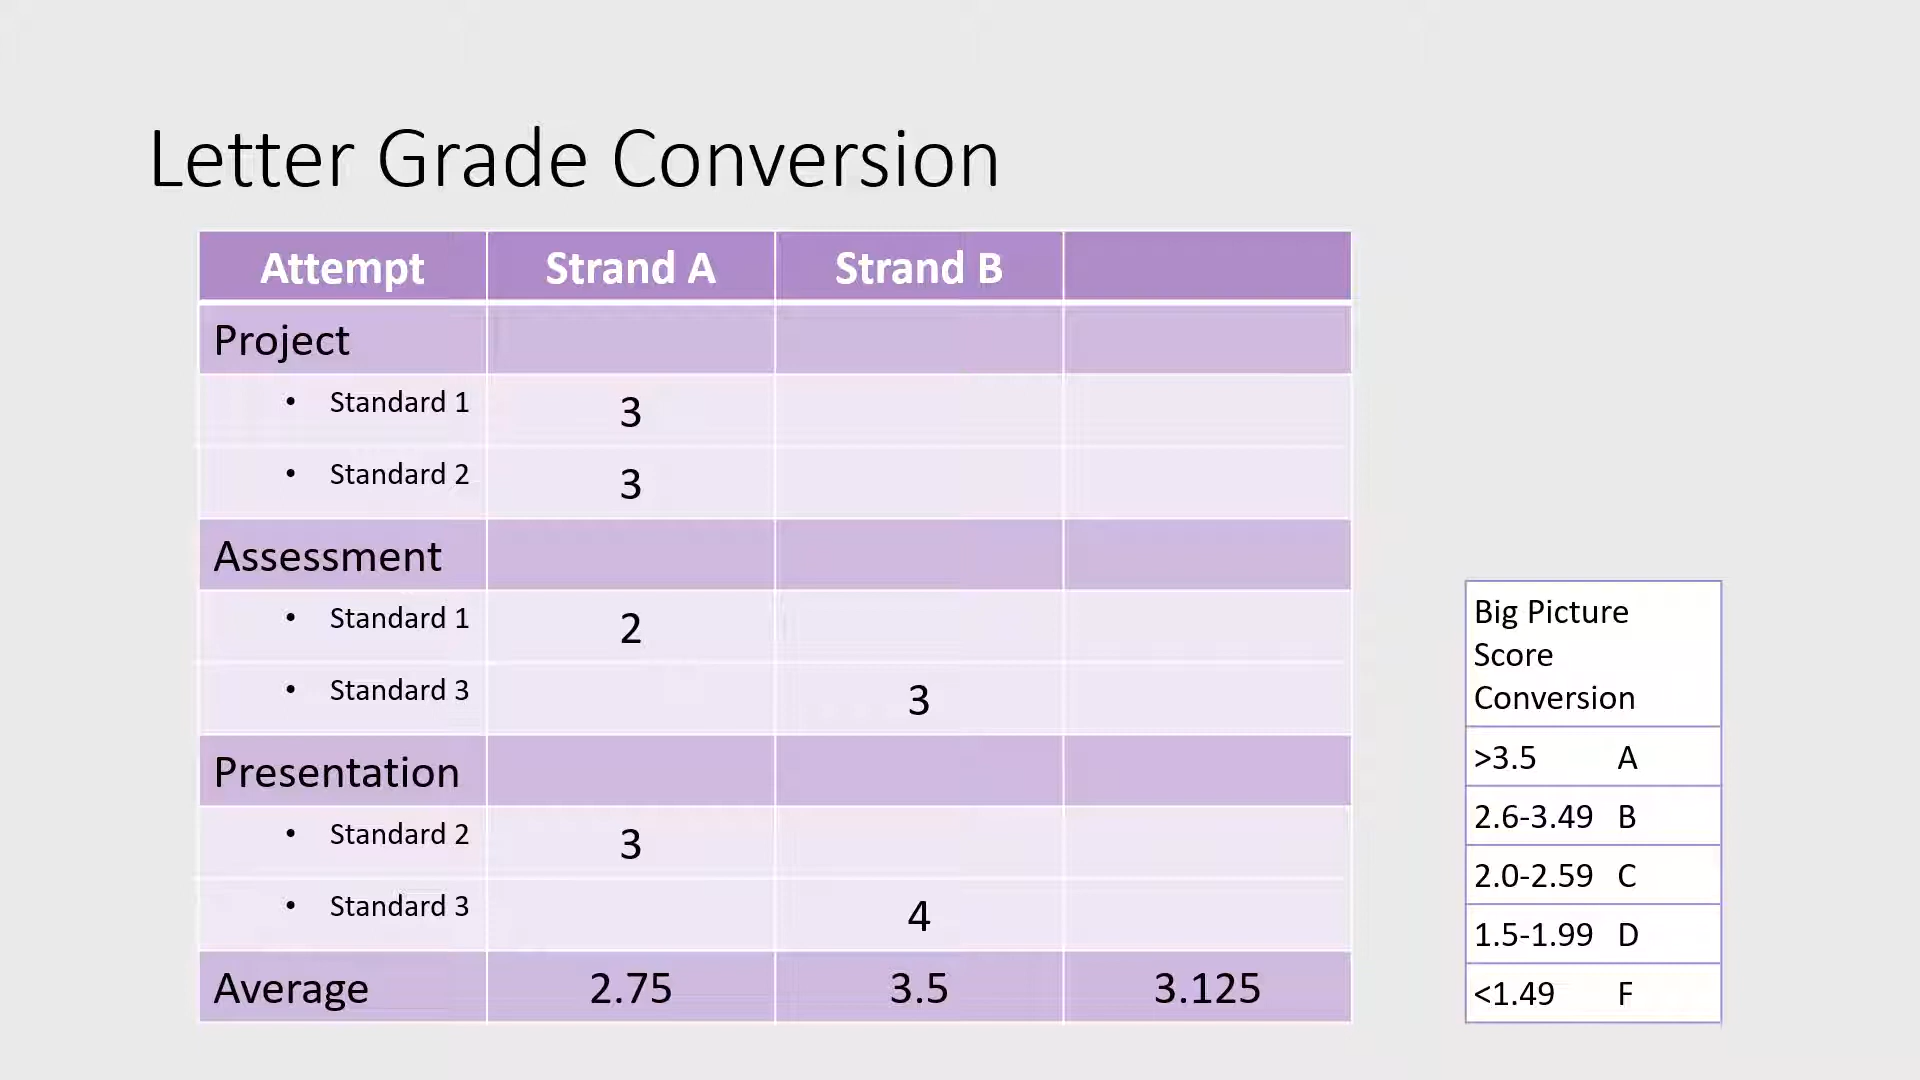 Letter Grade Conversion
Attempt Strand A Strand B
Project
• Standard 1 3
• Standard 2 3
Assessment
• Standard 1 2
• Standard 3 3
Presentation
• Standard 2 3
• Standard 3 4
Average 2.75 3.5 3.125
Big Picture
Score
Conversion
>3.5 A
2.6-3.49 B
2.0-2.59 C
1.5-1.99 D
<1.49 F